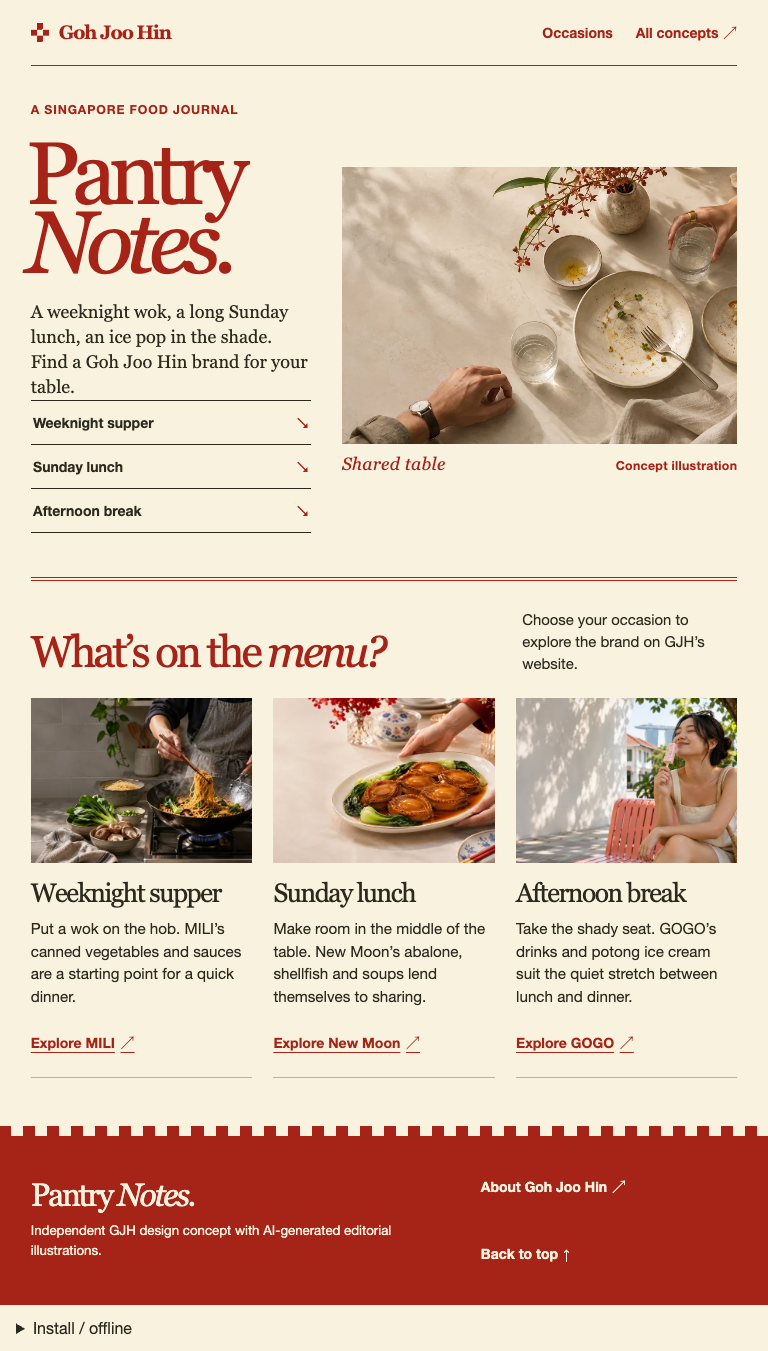 Goh Joo Hin
Occasions
All concepts ↗
A SINGAPORE FOOD JOURNAL
Pantry
Notes.
A weeknight wok, a long Sunday
lunch, an ice pop in the shade.
Find a Goh Joo Hin brand for your
table.
Weeknight supper ↘
Sunday lunch ↘
Afternoon break ↘
Shared table
Concept illustration
What’s on the menu?
Choose your occasion to
explore the brand on GJH’s
website.
Weeknight supper
Put a wok on the hob. MILI’s
canned vegetables and sauces
are a starting point for a quick
dinner.
Explore MILI ↗
Sunday lunch
Make room in the middle of the
table. New Moon’s abalone,
shellfish and soups lend
themselves to sharing.
Explore New Moon ↗
Afternoon break
Take the shady seat. GOGO’s
drinks and potong ice cream
suit the quiet stretch between
lunch and dinner.
Explore GOGO ↗
Pantry Notes.
Independent GJH design concept with AI-generated editorial
illustrations.
About Goh Joo Hin ↗
Back to top ↑
Install / offline